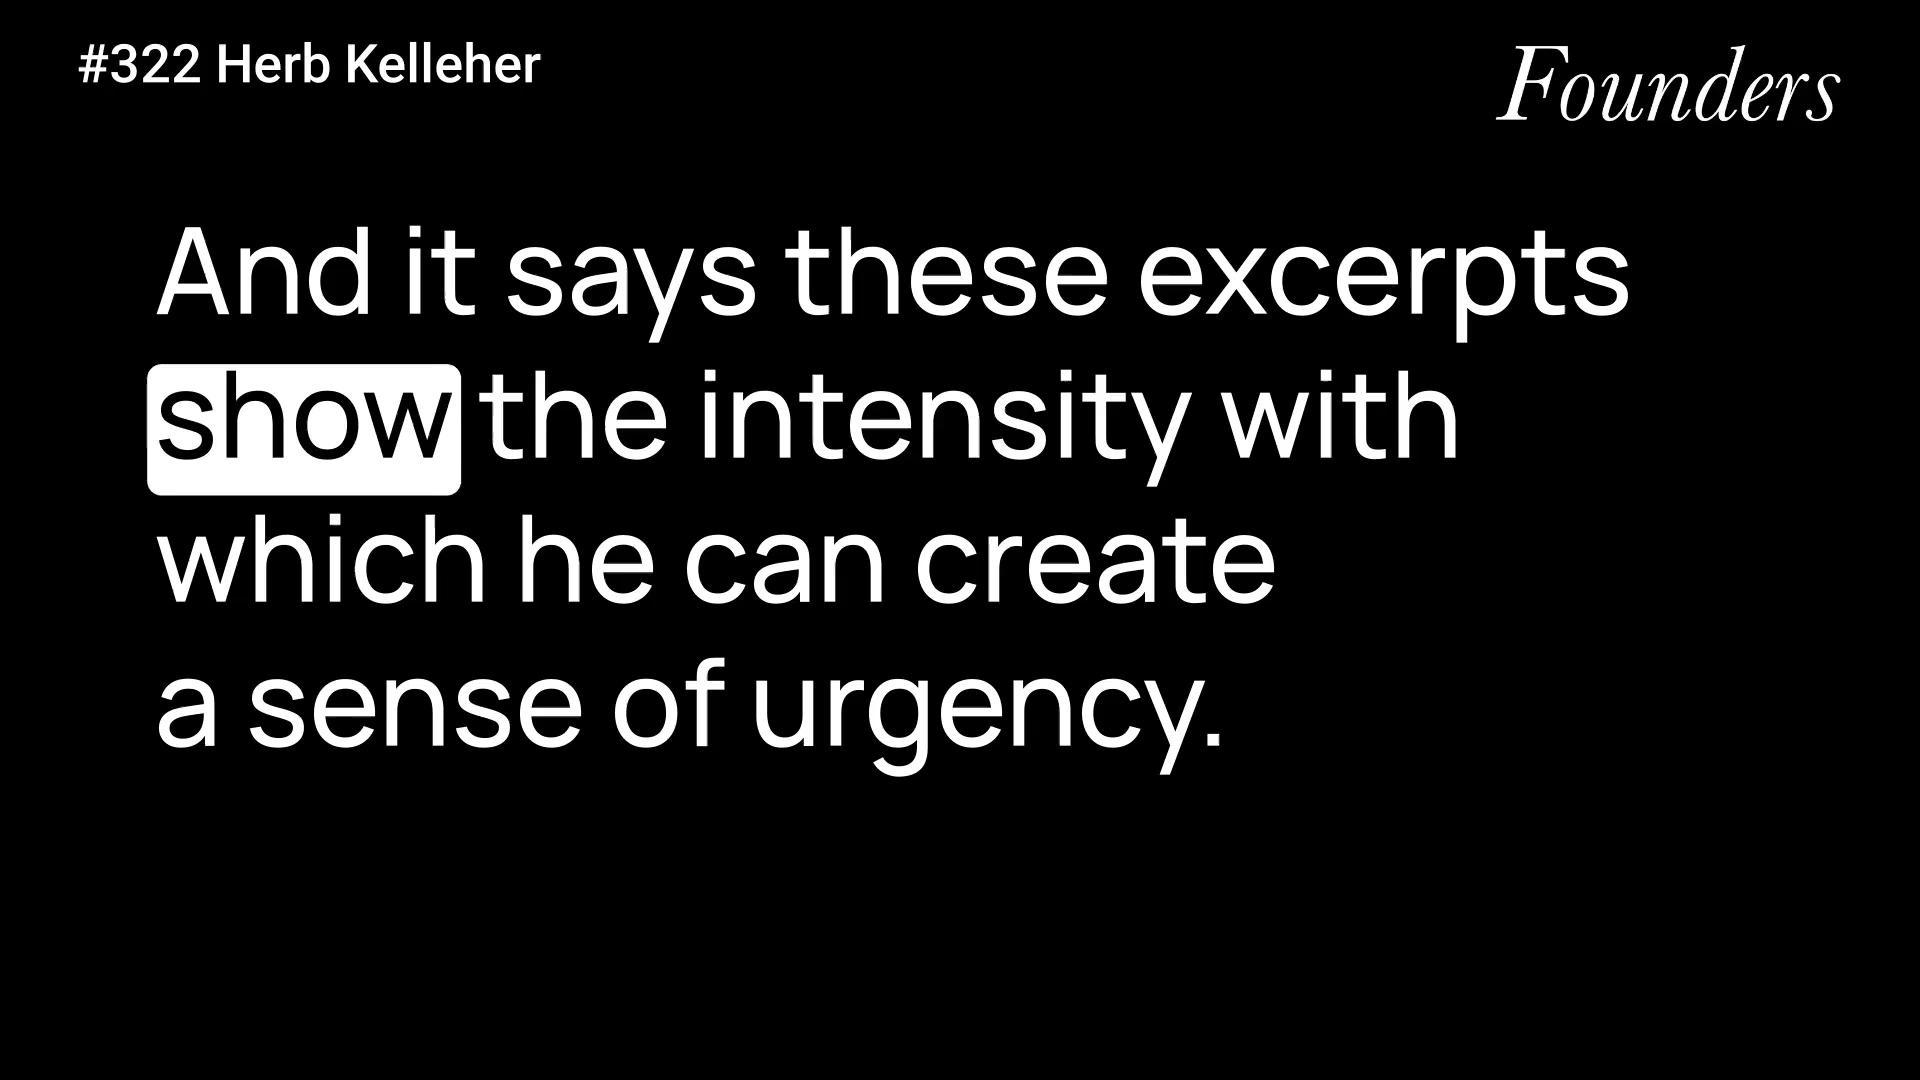 #322 Herb Kelleher
Founders
And it says these excerpts
show the intensity with
which he can create
a sense of urgency.